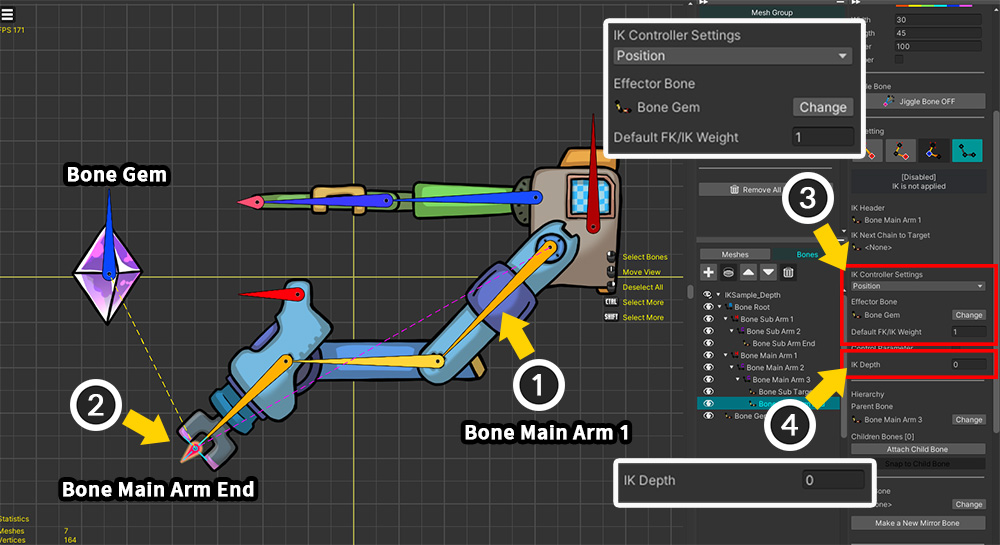 FPS 171
Bone Gem
1
Bone Main Arm 1
2
Bone Main Arm End
Statistics
Meshes 7
Vertices 164
Select Bones
Move View
Deselect All
CTRL Select More
SHIFT Select More
IK Controller Settings
Position
Effector Bone
Bone Gem Change
Default FK/IK Weight 1
IK Depth 0
Mesh Group
Remove All
Meshes Bones
IKSample_Depth
Bone Root
Bone Sub Arm 1
Bone Sub Arm 2
Bone Sub Arm End
Bone Main Arm 1
Bone Main Arm 2
Bone Main Arm 3
Bone Sub Targ
Bone Ge
3
4
30
45
100
Jiggle Bone OFF
[Disabled]
IK is not applied
IK Header
Bone Main Arm 1
IK Next Chain to Target
<None>
IK Controller Settings
Position
Effector Bone
Bone Gem Change
Default FK/IK Weight 1
Control Parameter
IK Depth 0
Hierarchy
Parent Bone
Bone Main Arm 3 Change
Children Bones [0]
Attach Child Bone
Snap to Child Bone
Change
Make a New Mirror Bone